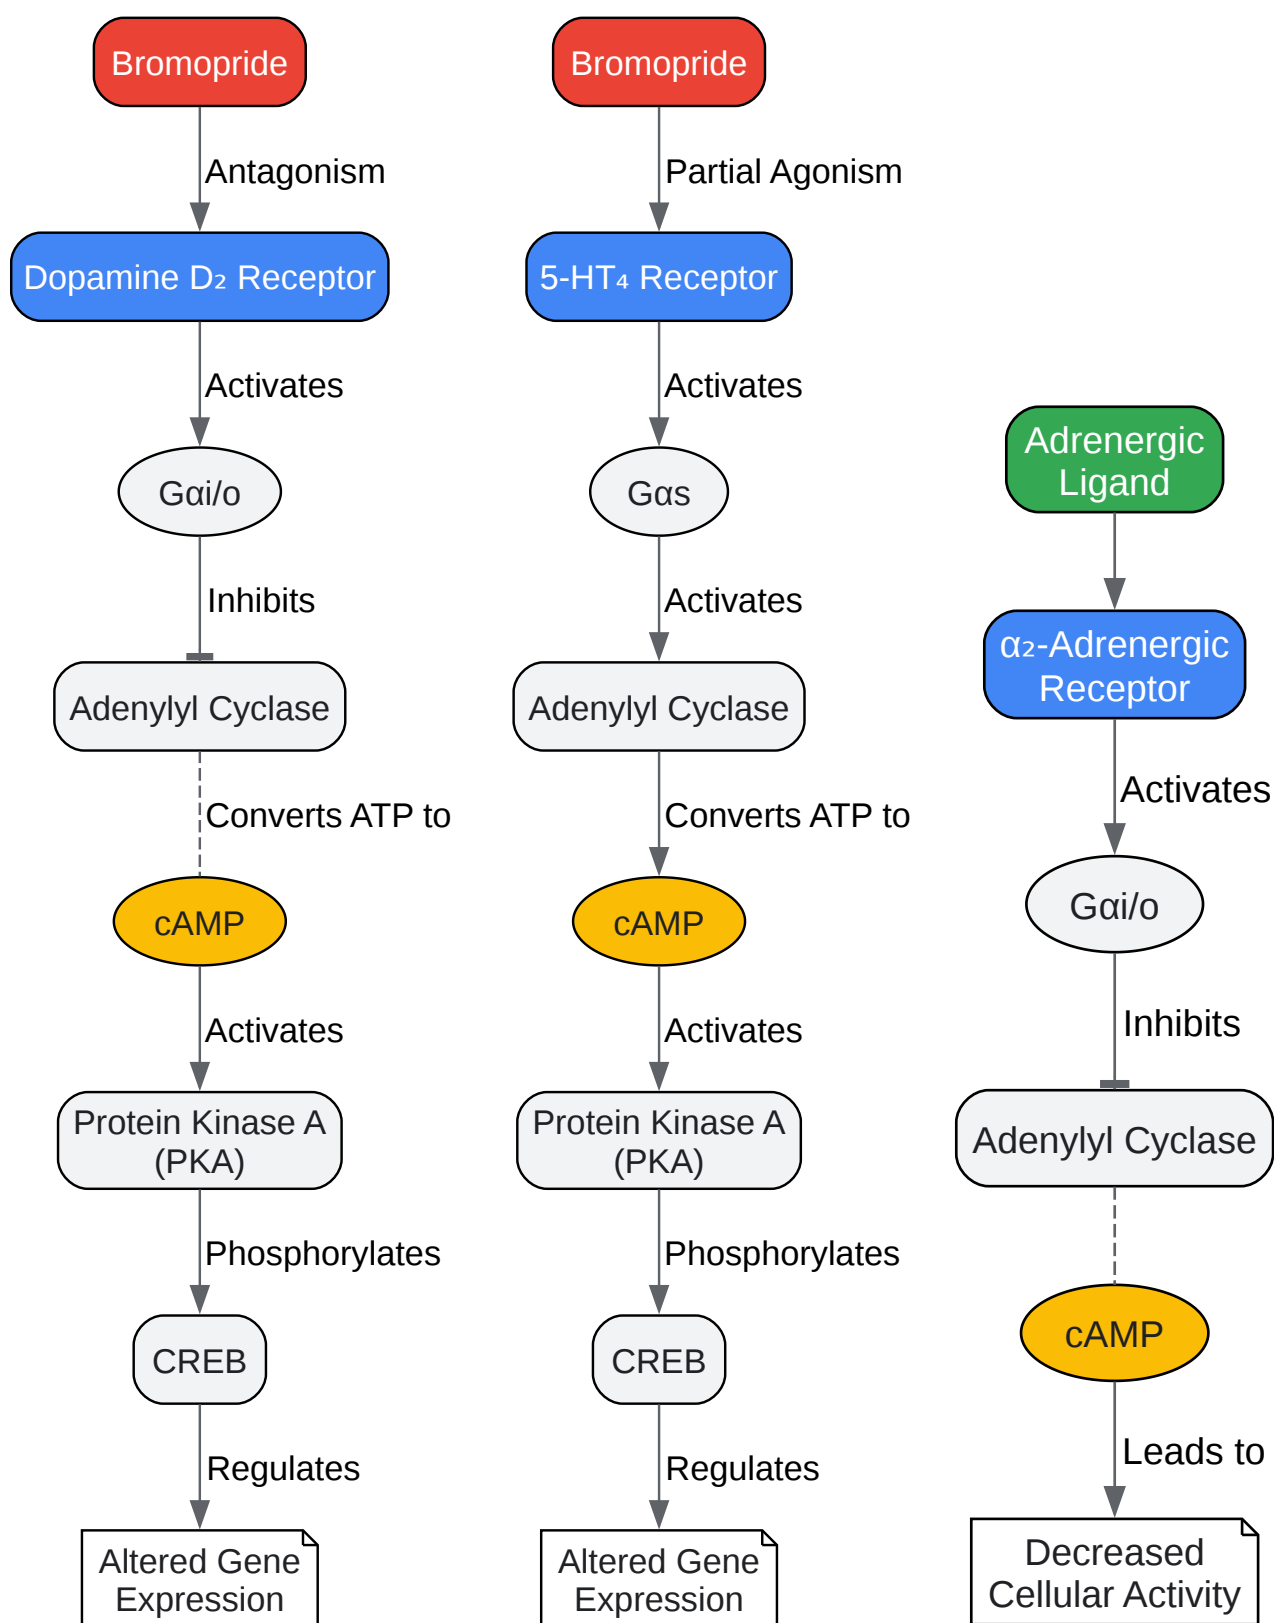 Bromopride
Antagonism
Dopamine D₂ Receptor
Activates
Gαi/o
Inhibits
Adenylyl Cyclase
Converts ATP to
cAMP
Activates
Protein Kinase A
(PKA)
Phosphorylates
CREB
Regulates
Altered Gene
Expression
Bromopride
Partial Agonism
5-HT₄ Receptor
Activates
Gαs
Activates
Adenylyl Cyclase
Converts ATP to
cAMP
Activates
Protein Kinase A
(PKA)
Phosphorylates
CREB
Regulates
Altered Gene
Expression
Adrenergic
Ligand
α₂-Adrenergic
Receptor
Activates
Gαi/o
Inhibits
Adenylyl Cyclase
cAMP
Leads to
Decreased
Cellular Activity